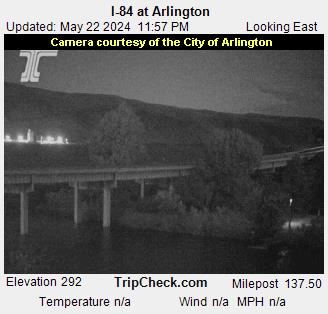 I-84 at Arlington
Updated: May 22 2024 11:57 PM Looking East
Camera courtesy of the City of Arlington
Elevation 292 TripCheck.com Milepost 137.50
Temperature n/a Wind n/a MPH n/a